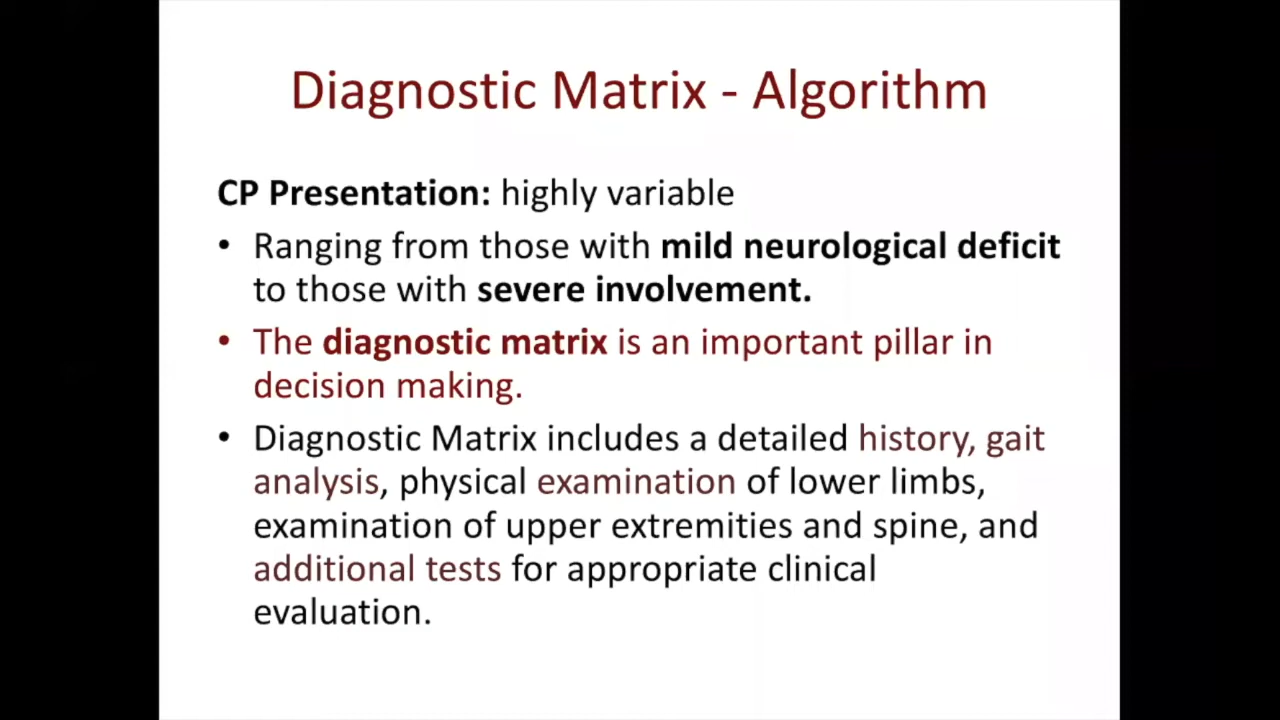 Diagnostic Matrix - Algorithm
CP Presentation: highly variable
• Ranging from those with mild neurological deficit
to those with severe involvement.
• The diagnostic matrix is an important pillar in
decision making.
• Diagnostic Matrix includes a detailed history, gait
analysis, physical examination of lower limbs,
examination of upper extremities and spine, and
additional tests for appropriate clinical
evaluation.